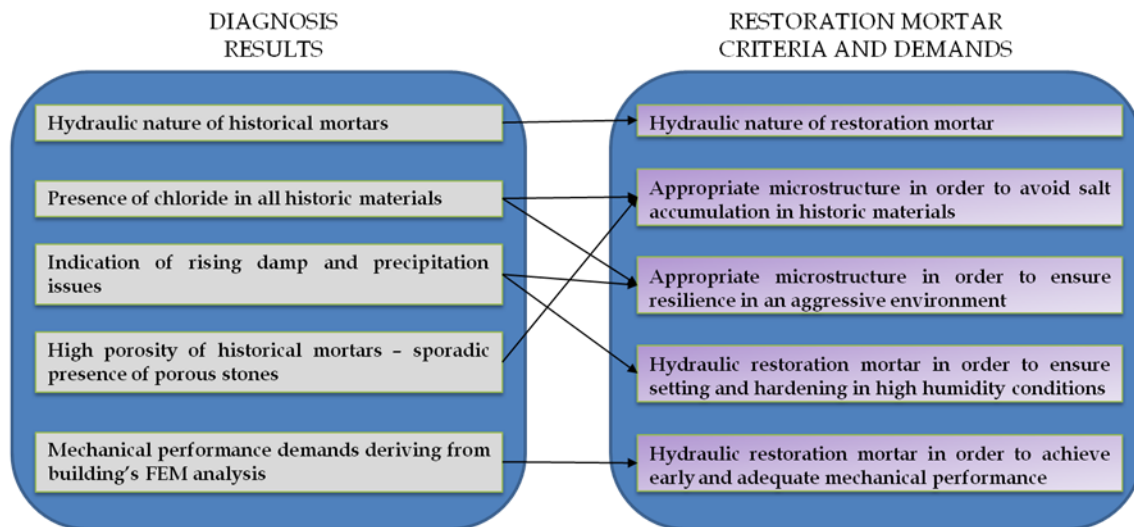 DIAGNOSIS
RESULTS
Hydraulic nature of historical mortars
Presence of chloride in all historic materials
Indication of rising damp and precipitation
issues
High porosity of historical mortars – sporadic
presence of porous stones
Mechanical performance demands deriving from
building's FEM analysis
RESTORATION MORTAR
CRITERIA AND DEMANDS
Hydraulic nature of restoration mortar
Appropriate microstructure in order to avoid salt
accumulation in historic materials
Appropriate microstructure in order to ensure
resilience in an aggressive environment
Hydraulic restoration mortar in order to ensure
setting and hardening in high humidity conditions
Hydraulic restoration mortar in order to achieve
early and adequate mechanical performance